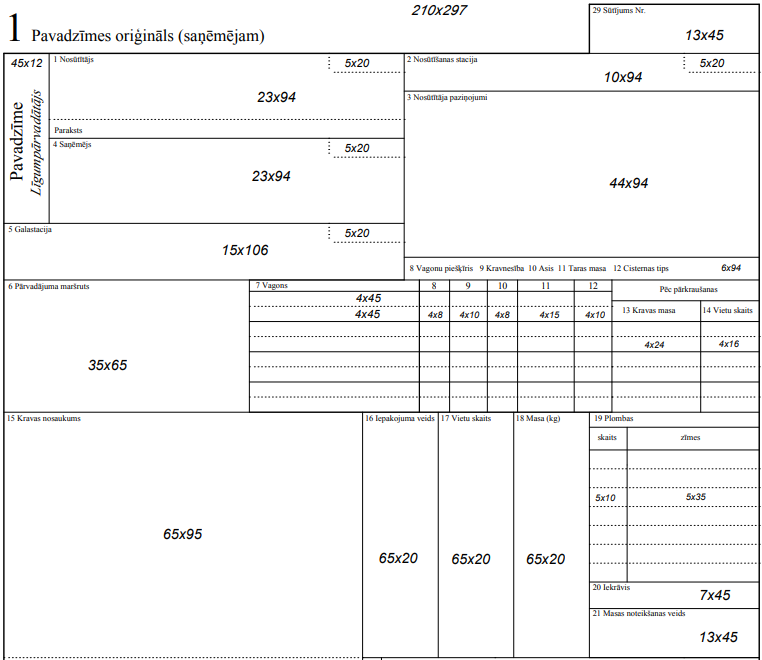 210x297
1 Pavadzīmes oriģināls (saņēmējam)
29 Sūtījums Nr.
13x45
45x12
Pavadzīme
Līgumpārvadātājs
1 Nosūtītājs
5x20
23x94
Paraksts
2 Nosūtīšanas stacija
5x20
10x94
3 Nosūtītāja paziņojumi
44x94
4 Saņēmējs
5x20
23x94
5 Galastacija
5x20
15x106
8 Vagonu piešķīris 9 Kravnesība 10 Asis 11 Taras masa 12 Cisternas tips
6x94
6 Pārvadājuma maršruts
35x65
7 Vagons
8 9 10 11 12
Pēc pārkraušanas
4x45
13 Kravas masa
14 Vietu skaits
4x45 4x8 4x10 4x8 4x15 4x10
4x24 4x16
15 Kravas nosaukums
65x95
16 Iepakojuma veids
65x20
17 Vietu skaits
65x20
18 Masa (kg)
65x20
19 Plombas
skaits zīmes
5x10 5x35
20 Iekrāvis
7x45
21 Masas noteikšanas veids
13x45